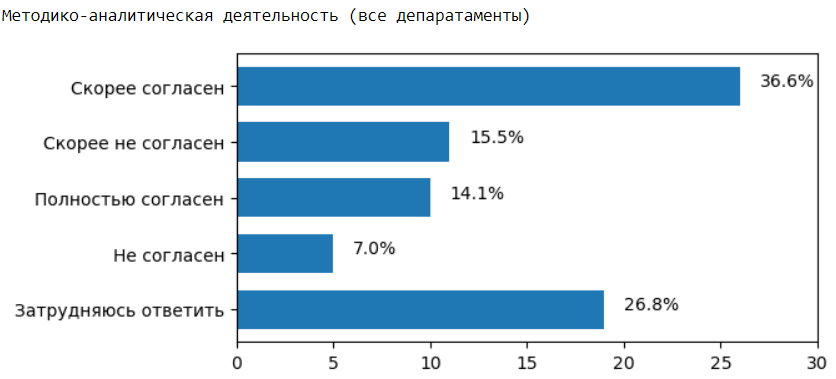 Методико-аналитическая деятельность (все депаратаменты)
Скорее согласен 36.6%
Скорее не согласен 15.5%
Полностью согласен 14.1%
Не согласен 7.0%
Затрудняюсь ответить 26.8%
0 5 10 15 20 25 30